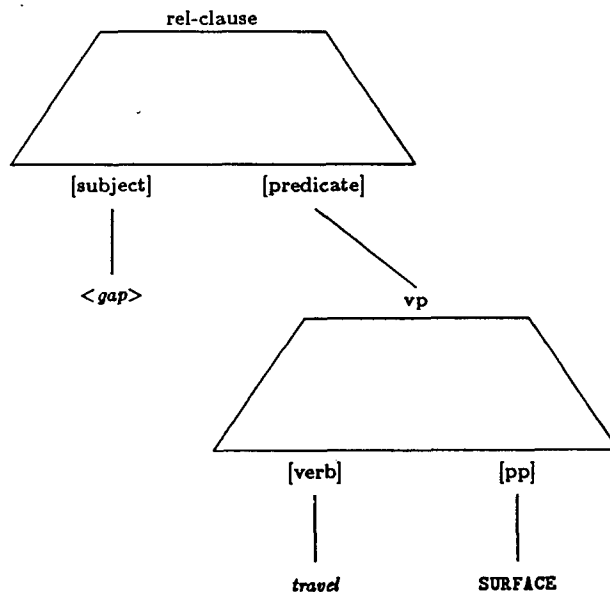 rel-clause
[subject] [predicate]
<gap>
vp
[verb] [pp]
travel SURFACE